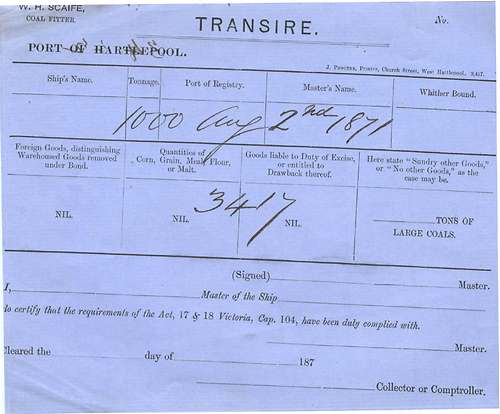 W. H. SCAIFE,
COAL FITTER.
TRANSIRE.
No.
PORT OF HARTLEPOOL.
J. PROCTER, PRINTER, Church Street, West Hartlepool. 3,417.
Ship's Name.
Tonnage.
Port of Registry.
Master's Name.
Whither Bound.
1000 Aug 2nd 1871
Foreign Goods, distinguishing
Warehoused Goods removed
under Bond.
Quantities of
Corn, Grain, Meal, Flour,
or Malt.
Goods liable to Duty of Excise,
or entitled to
Drawback thereof.
Here state "Sundry other Goods,"
or "No other Goods," as the
case may be.
3417
NIL.
NIL.
NIL.
TONS OF
LARGE COALS.
(Signed) Master.
I, Master of the Ship
do certify that the requirements of the Act, 17 & 18 Victoria, Cap. 104, have been duly complied with.
Master.
Cleared the day of 187
Collector or Comptroller.